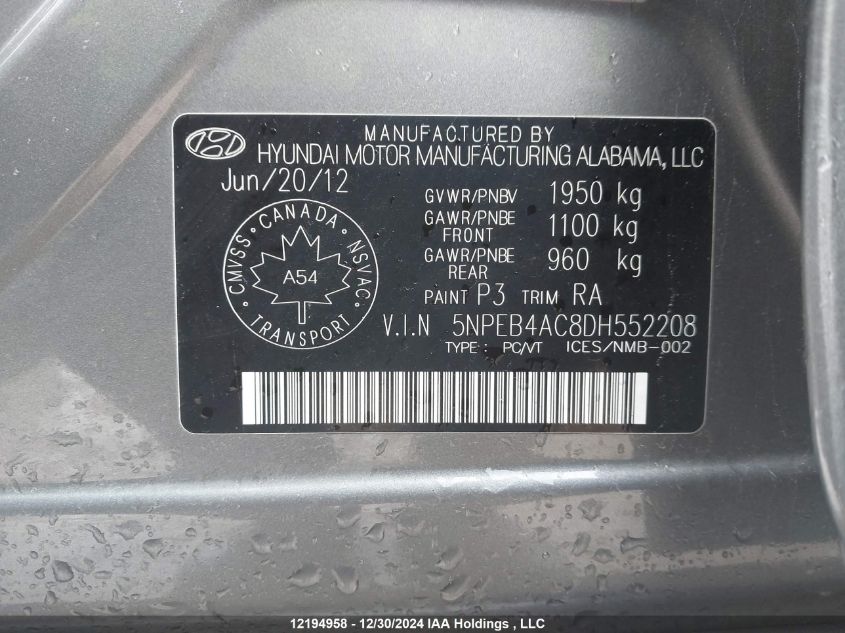 MANUFACTURED BY
HYUNDAI MOTOR MANUFACTURING ALABAMA, LLC
Jun/20/12
GVWR/PNBV 1950 kg
GAWR/PNBE FRONT 1100 kg
GAWR/PNBE REAR 960 kg
CMVSS · CANADA · NSVAC
A54
TRANSPORT
PAINT P3 TRIM RA
V.I.N 5NPEB4AC8DH552208
TYPE: PC/VT ICES/NMB-002
12194958 - 12/30/2024 IAA Holdings , LLC